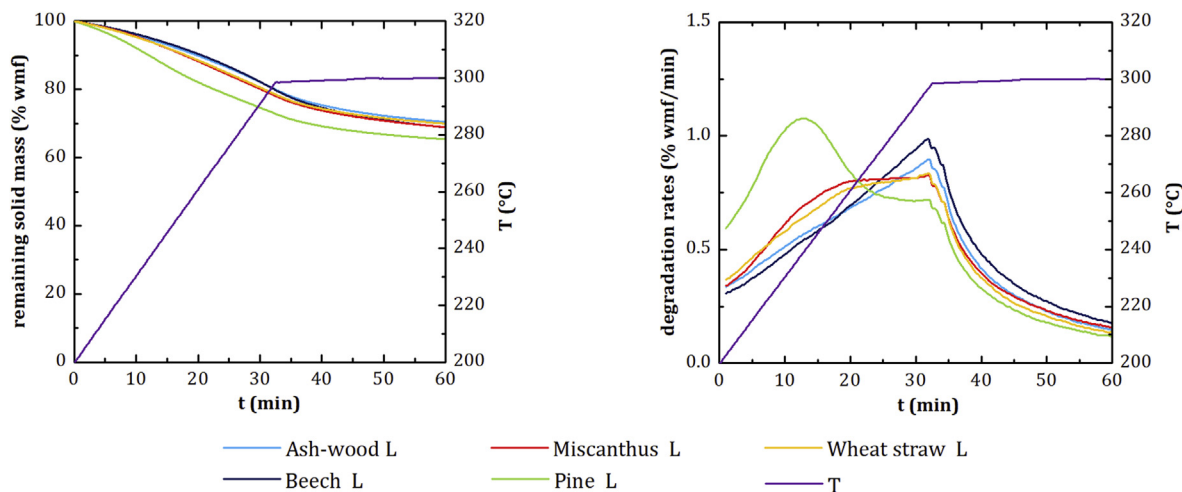 100
80
60
40
20
0
remaining solid mass (% wmf)
0 10 20 30 40 50 60
t (min)
320
300
280
260
240
220
200
T (°C)
1.5
1.0
0.5
0.0
degradation rates (% wmf/min)
0 10 20 30 40 50 60
t (min)
320
300
280
260
240
220
200
T (°C)
Ash-wood L Miscanthus L Wheat straw L
Beech L Pine L T